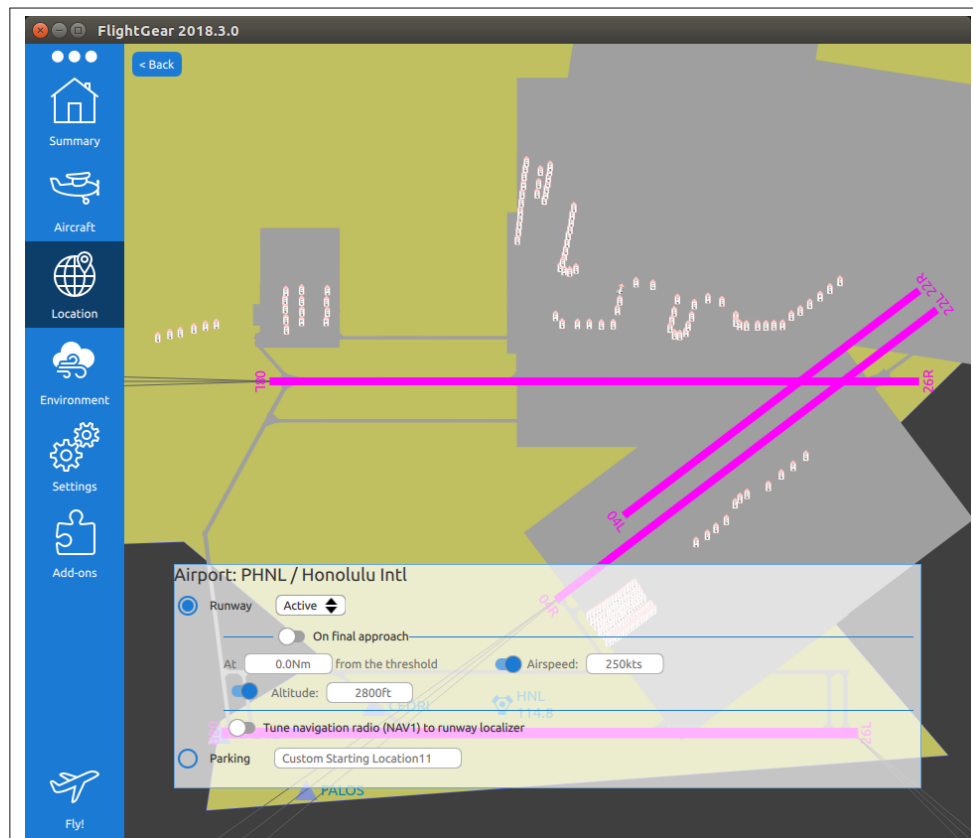 FlightGear 2018.3.0
< Back
Summary
Aircraft
Location
Environment
Settings
Add-ons
Fly!
22R
22L
08L
26R
04L
04R
Airport: PHNL / Honolulu Intl
Runway Active
On final approach
At 0.0Nm from the threshold Airspeed: 250kts
Altitude: 2800ft
CEDRI
HNL
114.8
Tune navigation radio (NAV1) to runway localizer
26L
Parking Custom Starting Location11
PALOS